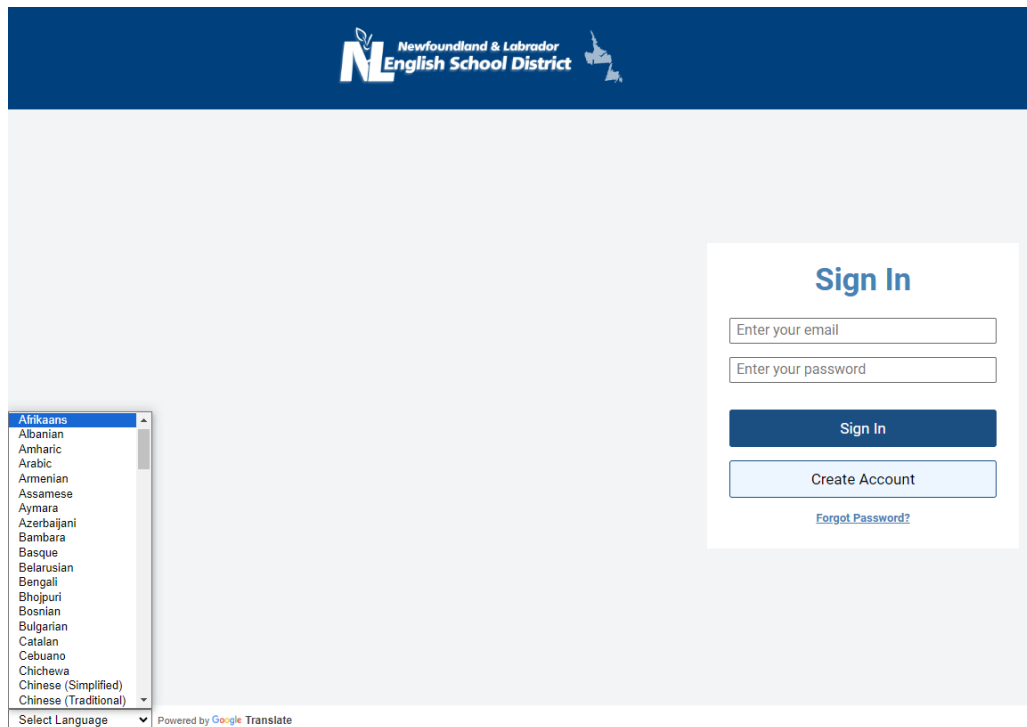 Newfoundland & Labrador
NL English School District
Sign In
Enter your email
Enter your password
Sign In
Create Account
Forgot Password?
Afrikaans
Albanian
Amharic
Arabic
Armenian
Assamese
Aymara
Azerbaijani
Bambara
Basque
Belarusian
Bengali
Bhojpuri
Bosnian
Bulgarian
Catalan
Cebuano
Chichewa
Chinese (Simplified)
Chinese (Traditional)
Select Language Powered by Google Translate